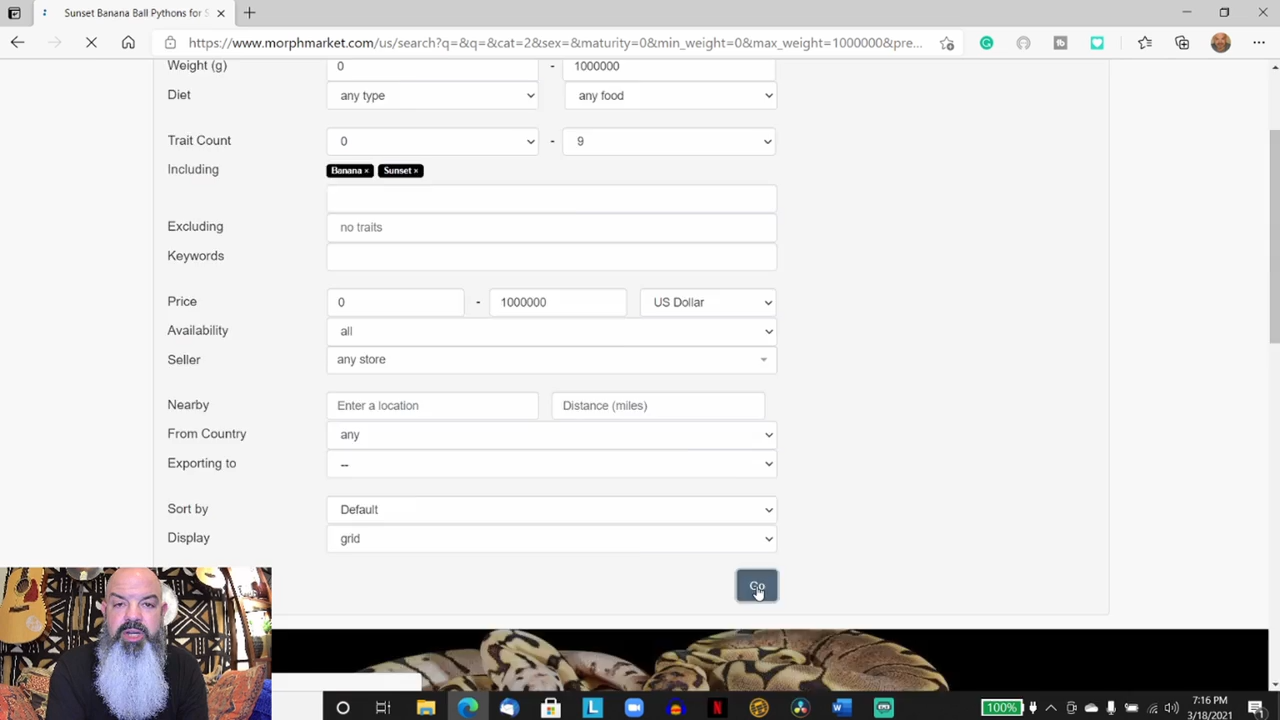 Sunset Banana Ball Pythons for S
https://www.morphmarket.com/us/search?q=&q=&cat=2&sex=&maturity=0&min_weight=0&max_weight=1000000&pre...
Weight (g) 0 - 1000000
Diet any type any food
Trait Count 0 - 9
Including Banana × Sunset ×
Excluding no traits
Keywords
Price 0 - 1000000 US Dollar
Availability all
Seller any store
Nearby Enter a location Distance (miles)
From Country any
Exporting to --
Sort by Default
Display grid
Go
100%
7:16 PM
3/18/2021